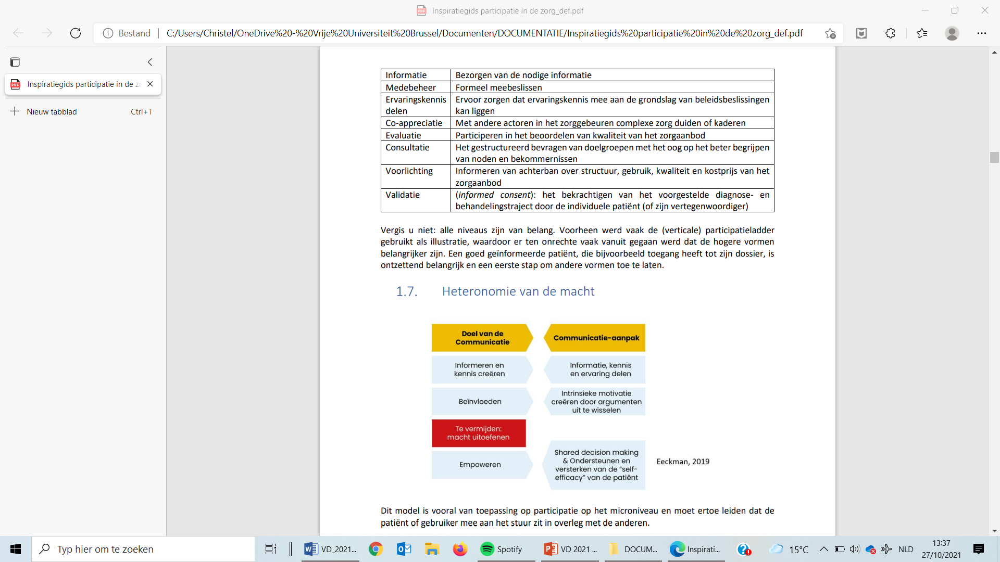 Inspiratiegids participatie in de zorg_def.pdf
Bestand
C:/Users/Christel/OneDrive%20-%20Vrije%20Universiteit%20Brussel/Documenten/DOCUMENTATIE/Inspiratiegids%20participatie%20in%20de%20zorg_def.pdf
Inspiratiegids participatie in de zo
Nieuw tabblad Ctrl+T
Informatie Bezorgen van de nodige informatie
Medebeheer Formeel meebeslissen
Ervaringskennis delen Ervoor zorgen dat ervaringskennis mee aan de grondslag van beleidsbeslissingen
kan liggen
Co-appreciatie Met andere actoren in het zorggebeuren complexe zorg duiden of kaderen
Evaluatie Participeren in het beoordelen van kwaliteit van het zorgaanbod
Consultatie Het gestructureerd bevragen van doelgroepen met het oog op het beter begrijpen
van noden en bekommernissen
Voorlichting Informeren van achterban over structuur, gebruik, kwaliteit en kostprijs van het
zorgaanbod
Validatie (informed consent): het bekrachtigen van het voorgestelde diagnose- en
behandelingstraject door de individuele patiënt (of zijn vertegenwoordiger)
Vergis u niet: alle niveaus zijn van belang. Voorheen werd vaak de (verticale) participatieladder
gebruikt als illustratie, waardoor er ten onrechte vaak vanuit gegaan werd dat de hogere vormen
belangrijker zijn. Een goed geïnformeerde patiënt, die bijvoorbeeld toegang heeft tot zijn dossier, is
ontzettend belangrijk en een eerste stap om andere vormen toe te laten.
1.7. Heteronomie van de macht
Doel van de
Communicatie
Communicatie-aanpak
Informeren en
kennis creëren
Informatie, kennis
en ervaring delen
Beïnvloeden
Intrinsieke motivatie
creëren door argumenten
uit te wisselen
Te vermijden:
macht uitoefenen
Empoweren
Shared decision making
& Ondersteunen en
versterken van de “self-
efficacy” van de patiënt
Eeckman, 2019
Dit model is vooral van toepassing op participatie op het microniveau en moet ertoe leiden dat de
patiënt of gebruiker mee aan het stuur zit in overleg met de anderen.
Typ hier om te zoeken
VD_2021...
Spotify
VD 2021 ...
DOCUM...
Inspirati...
15°C
NLD
13:37
27/10/2021